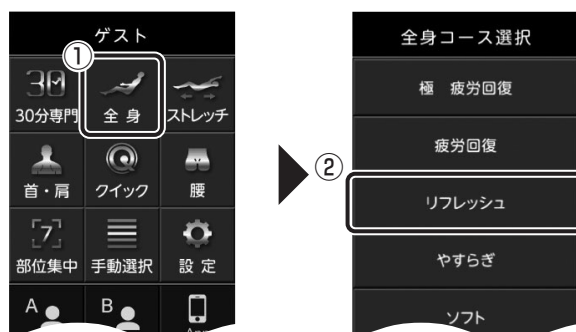 ゲスト
①
30
30分専門 全身 ストレッチ
首・肩 クイック 腰
7
部位集中 手動選択 設定
A B
②
全身コース選択
極 疲労回復
疲労回復
リフレッシュ
やすらぎ
ソフト